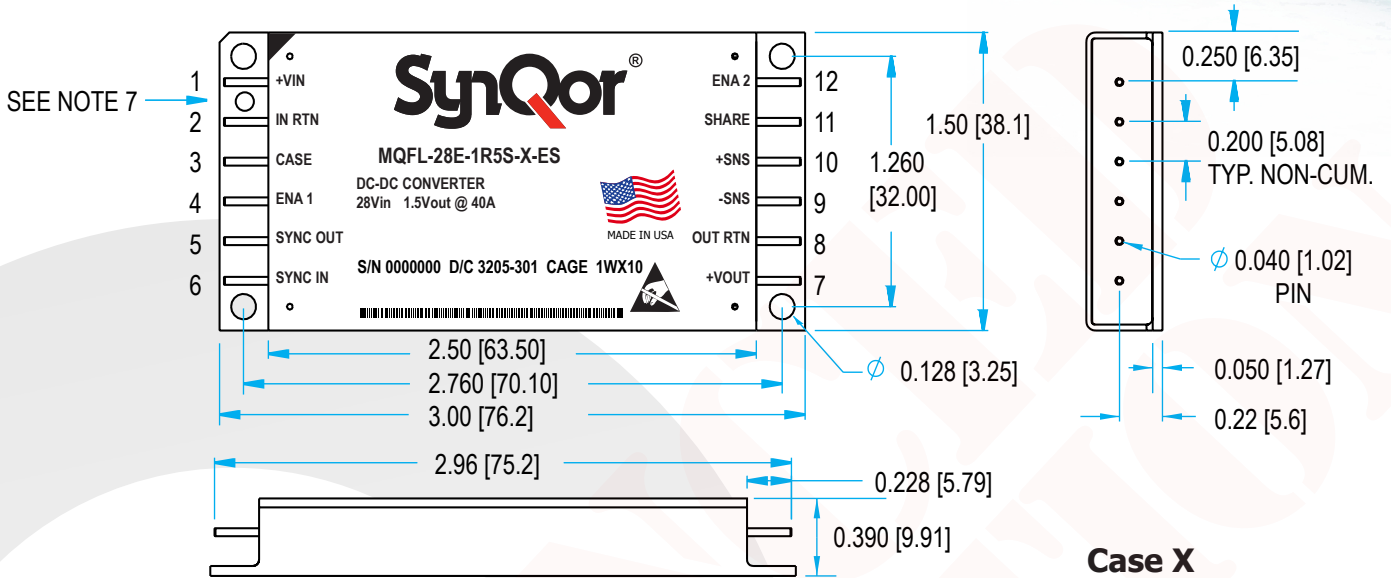 SynQor®
MQFL-28E-1R5S-X-ES
DC-DC CONVERTER
28Vin 1.5Vout @ 40A
MADE IN USA
S/N 0000000 D/C 3205-301 CAGE 1WX10
SEE NOTE 7
1 +VIN
2 IN RTN
3 CASE
4 ENA 1
5 SYNC OUT
6 SYNC IN
ENA 2 12
SHARE 11
+SNS 10
-SNS 9
OUT RTN 8
+VOUT 7
1.260
[32.00]
1.50 [38.1]
2.50 [63.50]
2.760 [70.10]
3.00 [76.2]
∅ 0.128 [3.25]
0.250 [6.35]
0.200 [5.08]
TYP. NON-CUM.
∅ 0.040 [1.02]
PIN
0.050 [1.27]
0.22 [5.6]
2.96 [75.2]
0.228 [5.79]
0.390 [9.91]
Case X